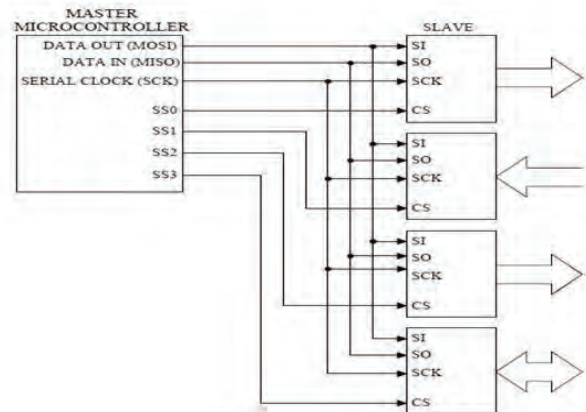 MASTER
MICROCONTROLLER
DATA OUT (MOSI)
DATA IN (MISO)
SERIAL CLOCK (SCK)
SS0
SS1
SS2
SS3
SLAVE
SI
SO
SCK
CS
SI
SO
SCK
CS
SI
SO
SCK
CS
SI
SO
SCK
CS